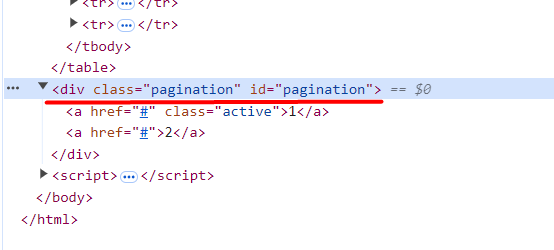 <tr> ••• </tr>
<tr> ••• </tr>
</tbody>
</table>
••• <div class="pagination" id="pagination"> == $0
<a href="#" class="active">1</a>
<a href="#">2</a>
</div>
<script> ••• </script>
</body>
</html>